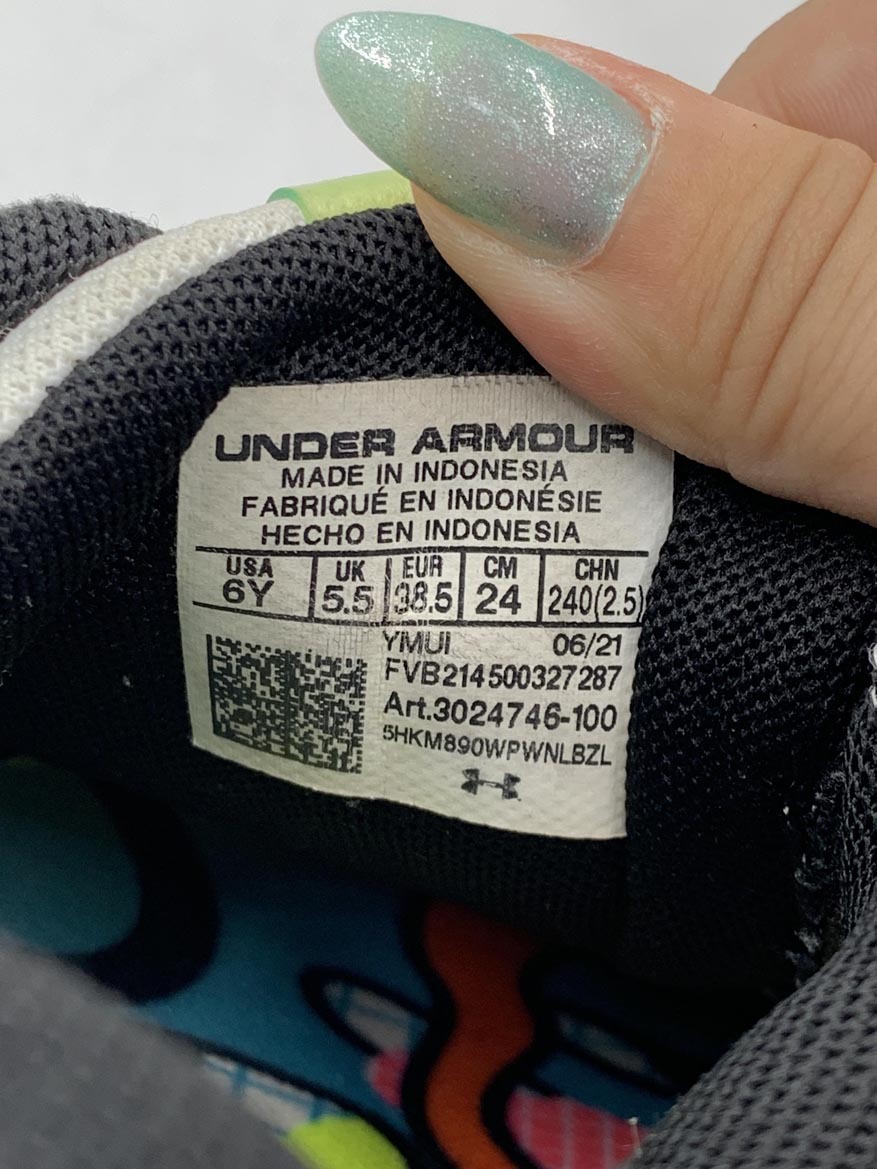 UNDER ARMOUR
MADE IN INDONESIA
FABRIQUÉ EN INDONÉSIE
HECHO EN INDONESIA
USA UK EUR CM CHN
6Y 5.5 38.5 24 240(2.5)
YMUI 06/21
FVB214500327287
Art.3024746-100
5HKM890WPWNLBZL